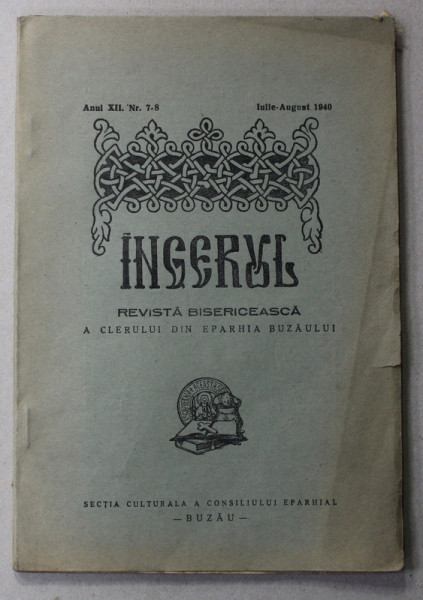 Anul XII. Nr. 7-8 Iulie-August 1940
ÎNGERUL
REVISTĂ BISERICEASCĂ
A CLERULUI DIN EPARHIA BUZĂULUI
SECȚIA CULTURALA A CONSILIULUI EPARHIAL
— BUZĂU —